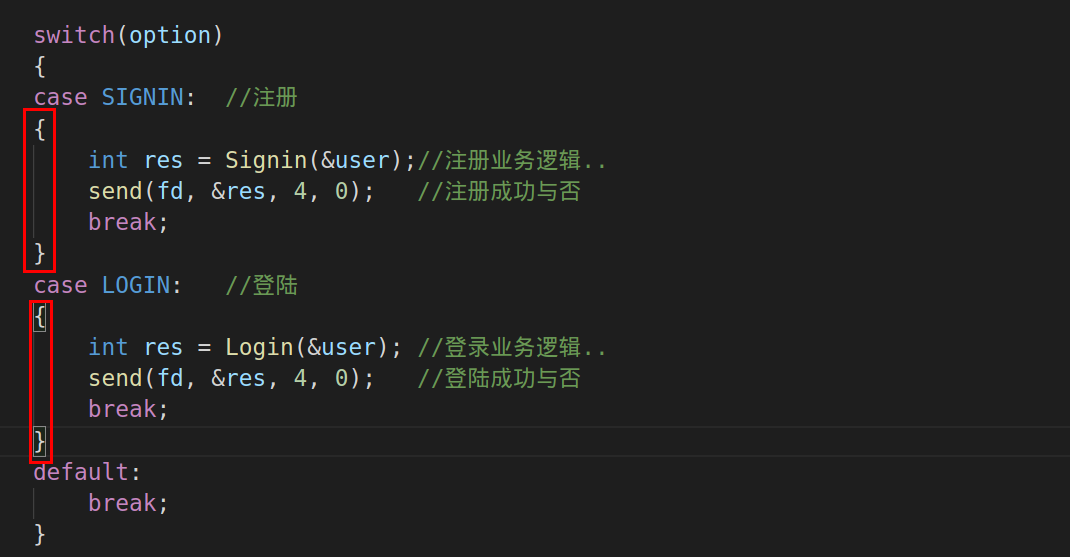 switch(option)
{
case SIGNIN:  //注册
{
    int res = Signin(&user);//注册业务逻辑..
    send(fd, &res, 4, 0);   //注册成功与否
    break;
}
case LOGIN:   //登陆
{
    int res = Login(&user); //登录业务逻辑..
    send(fd, &res, 4, 0);   //登陆成功与否
    break;
}
default:
    break;
}